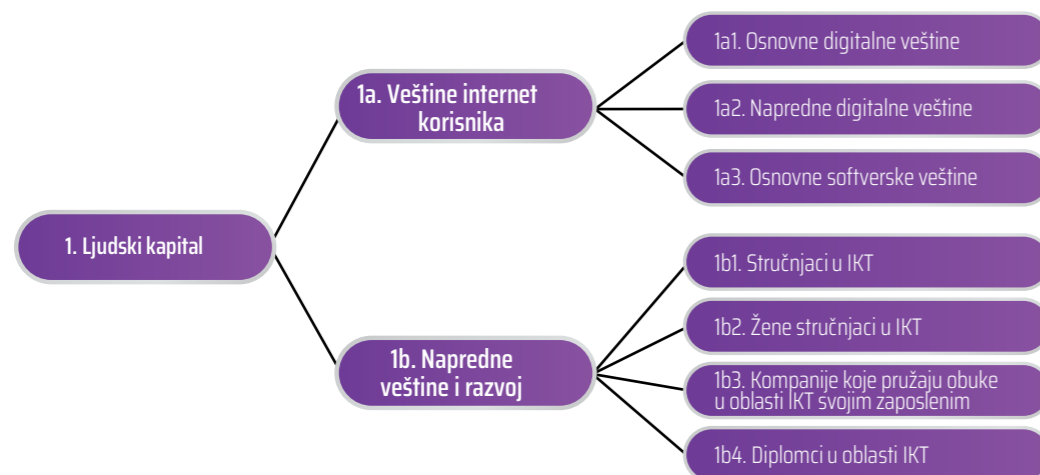 1. Ljudski kapital
1a. Veštine internet
korisnika
1a1. Osnovne digitalne veštine
1a2. Napredne digitalne veštine
1a3. Osnovne softverske veštine
1b. Napredne
veštine i razvoj
1b1. Stručnjaci u IKT
1b2. Žene stručnjaci u IKT
1b3. Kompanije koje pružaju obuke
u oblasti IKT svojim zaposlenim
1b4. Diplomci u oblasti IKT